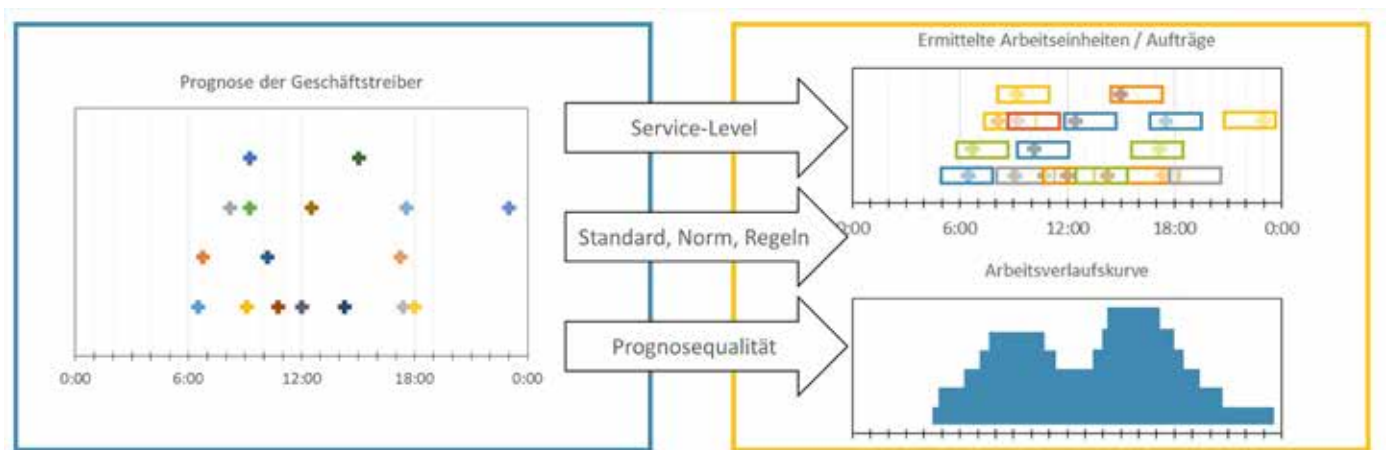 Prognose der Geschäftstreiber
0:00 6:00 12:00 18:00 0:00
Service-Level
Standard, Norm, Regeln
Prognosequalität
Ermittelte Arbeitseinheiten / Aufträge
0:00 6:00 12:00 18:00 0:00
Arbeitsverlaufskurve